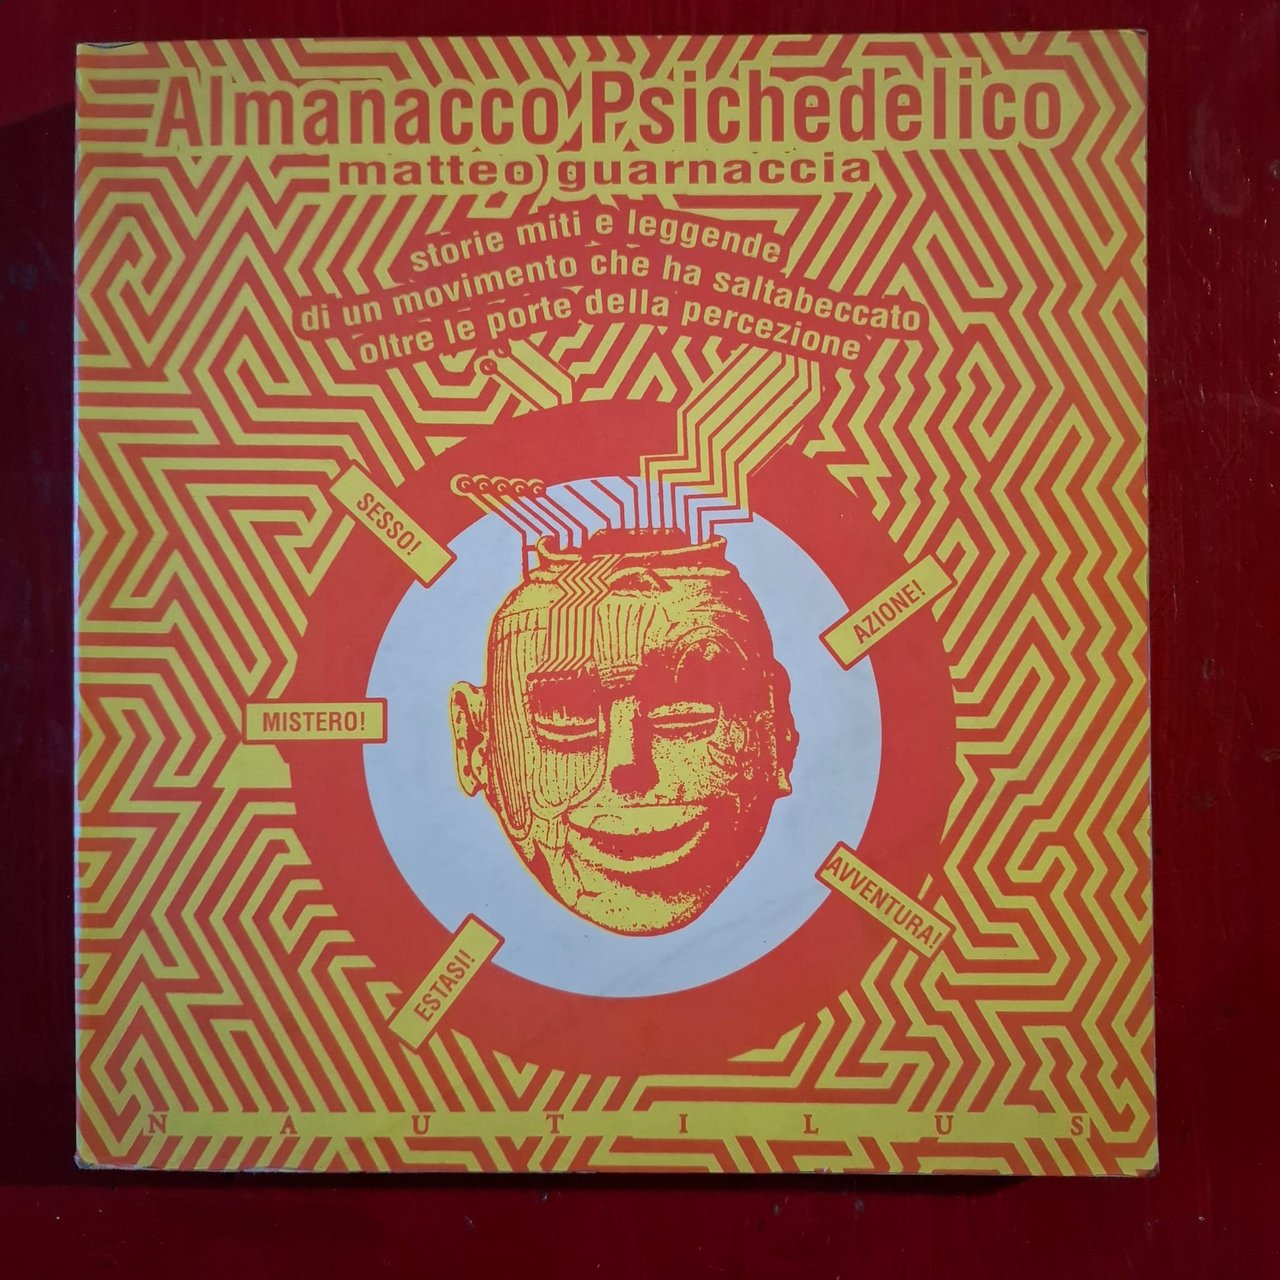 Almanacco Psichedelico
matteo guarnaccia
storie miti e leggende
di un movimento che ha saltabeccato
oltre le porte della percezione
SESSO!
AZIONE!
MISTERO!
AVVENTURA!
ESTASI!
NAUTILUS